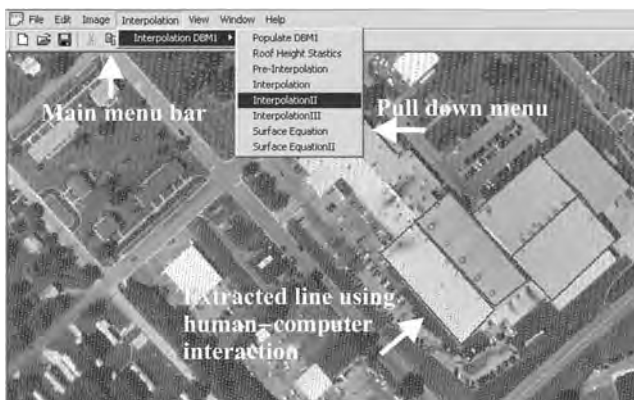 File Edit Image Interpolation View Window Help
Interpolation DBM1
Populate DBM1
Roof Height Stastics
Pre-Interpolation
Interpolation
InterpolationII
InterpolationIII
Surface Equation
Surface EquationII
Main menu bar
Pull down menu
Extracted line using
human-computer
interaction